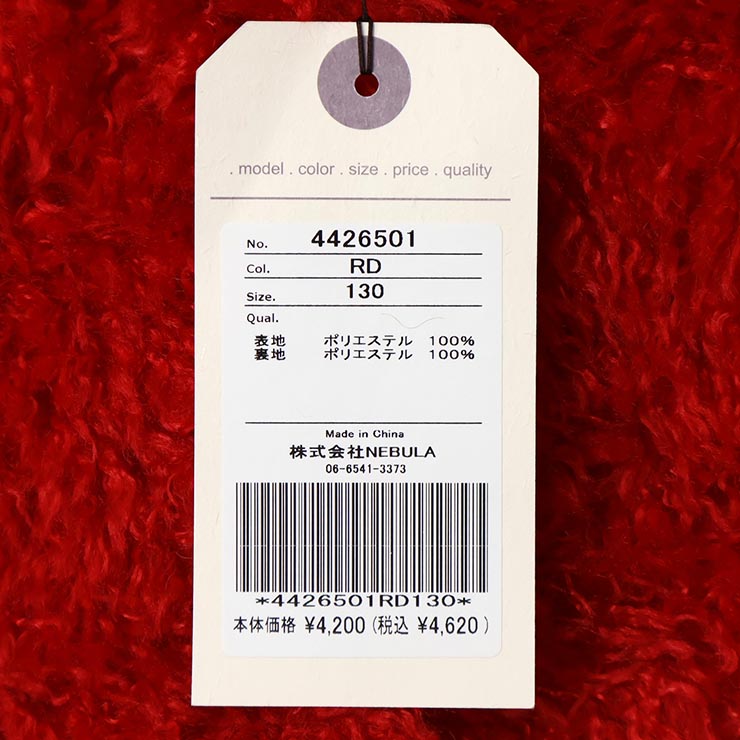 . model . color . size . price . quality
No. 4426501
Col. RD
Size. 130
Qual.
表地 ポリエステル 100%
裏地 ポリエステル 100%
Made in China
株式会社NEBULA
06-6541-3373
*4426501RD130*
本体価格 ¥4,200(税込 ¥4,620)